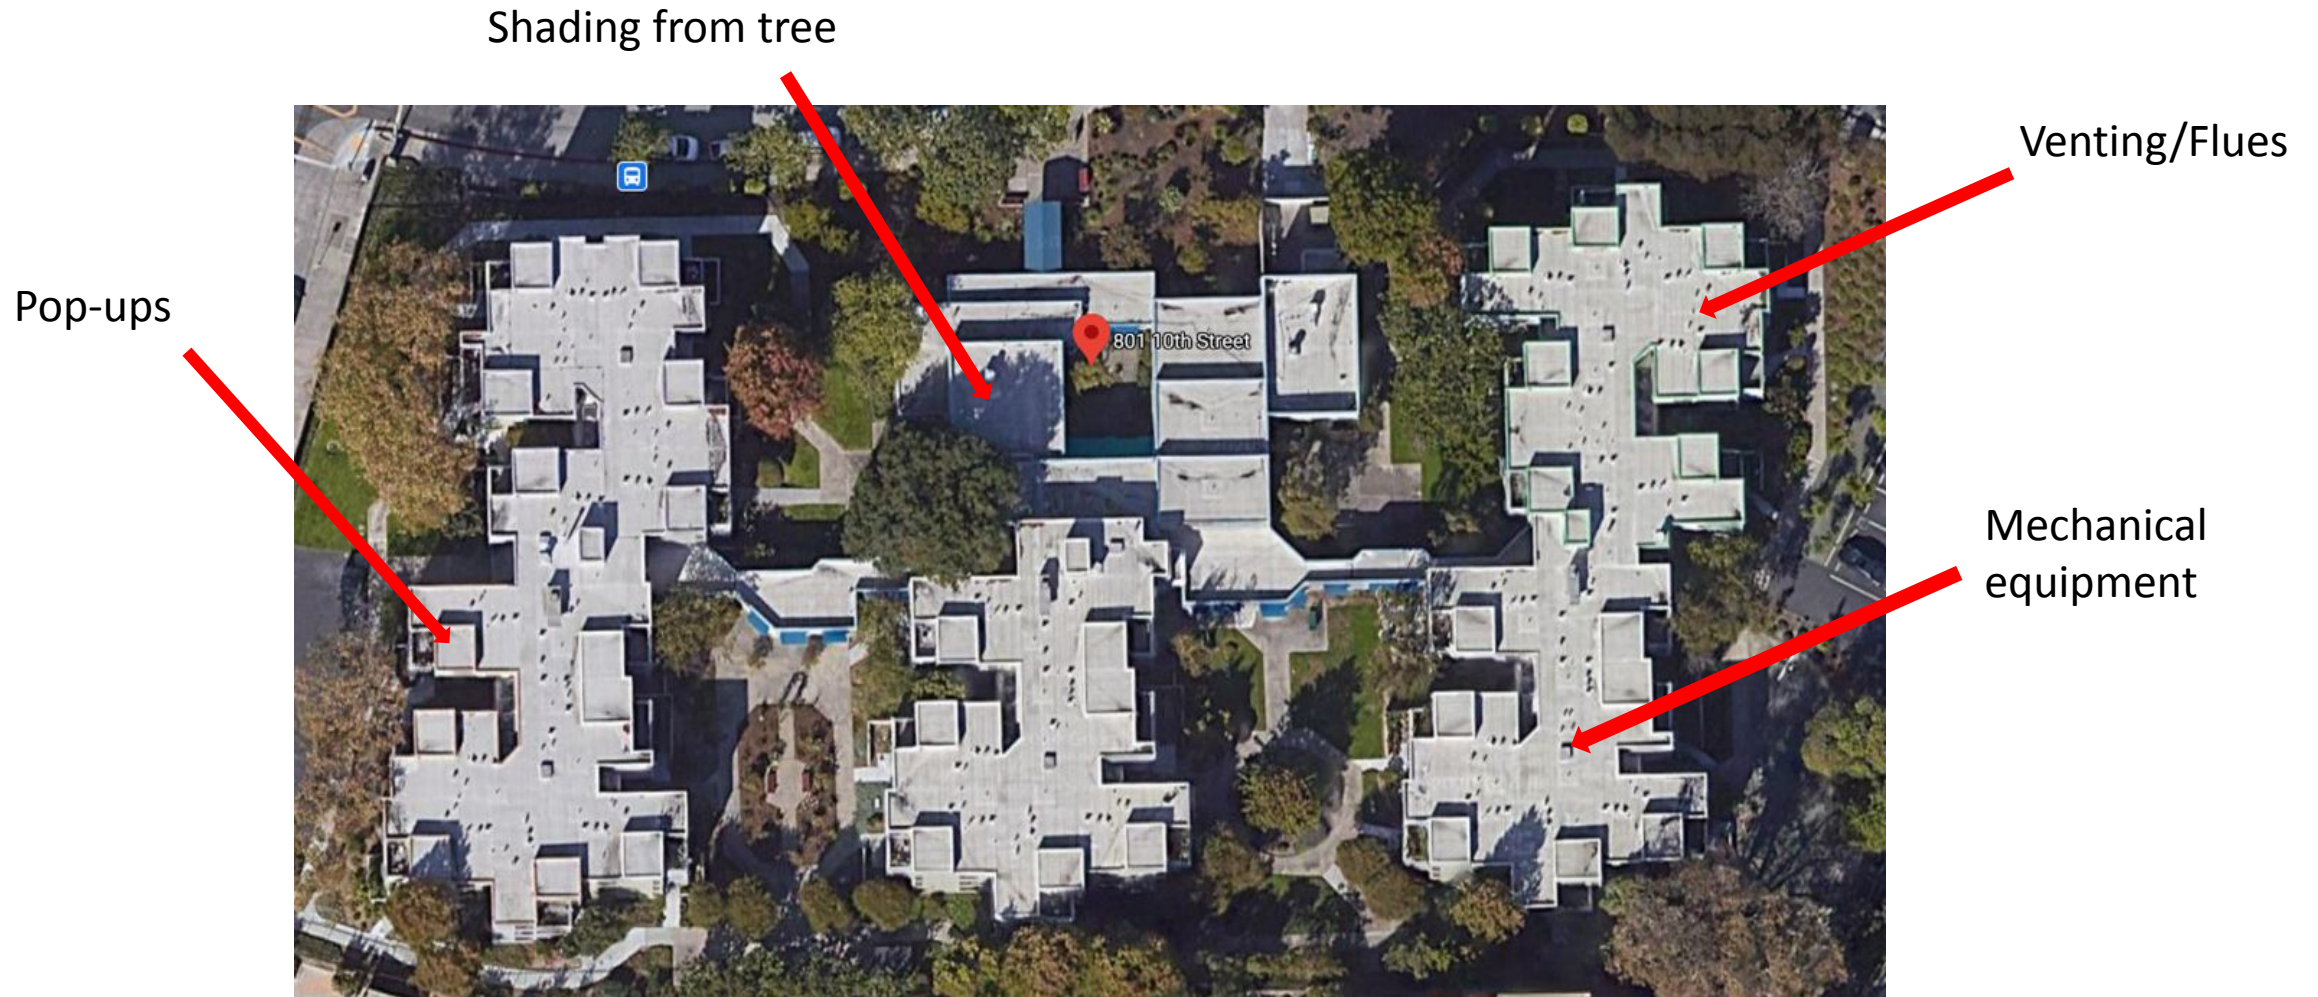 Shading from tree
Venting/Flues
Pop-ups
801 10th Street
Mechanical
equipment